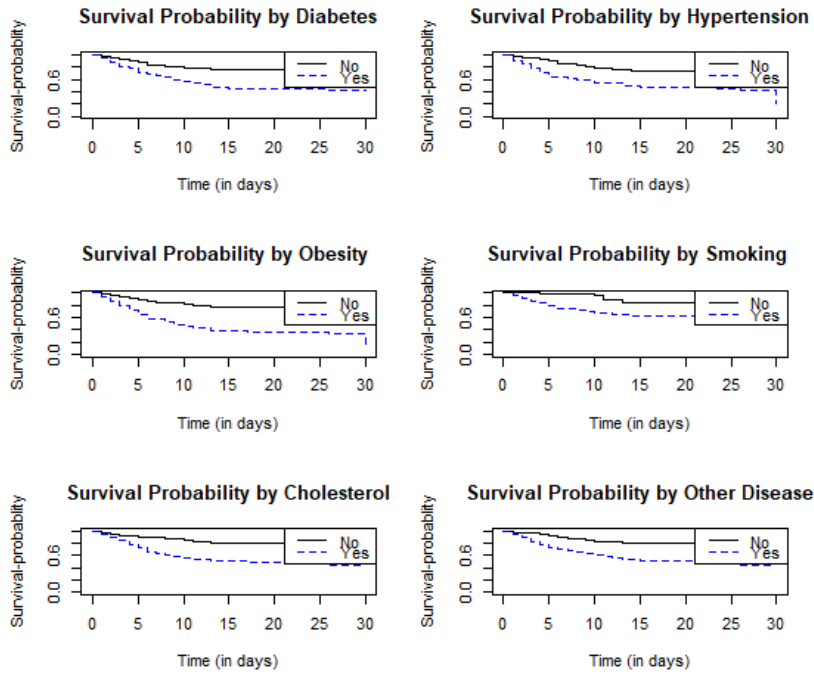 Survival Probability by Diabetes
Survival-probablity
0.0 0.6
No
Yes
0 5 10 15 20 25 30
Time (in days)
Survival Probability by Hypertension
Survival-probablity
0.0 0.6
No
Yes
0 5 10 15 20 25 30
Time (in days)
Survival Probability by Obesity
Survival-probablity
0.0 0.6
No
Yes
0 5 10 15 20 25 30
Time (in days)
Survival Probability by Smoking
Survival-probablity
0.0 0.6
No
Yes
0 5 10 15 20 25 30
Time (in days)
Survival Probability by Cholesterol
Survival-probablity
0.0 0.6
No
Yes
0 5 10 15 20 25 30
Time (in days)
Survival Probability by Other Disease
Survival-probablity
0.0 0.6
No
Yes
0 5 10 15 20 25 30
Time (in days)